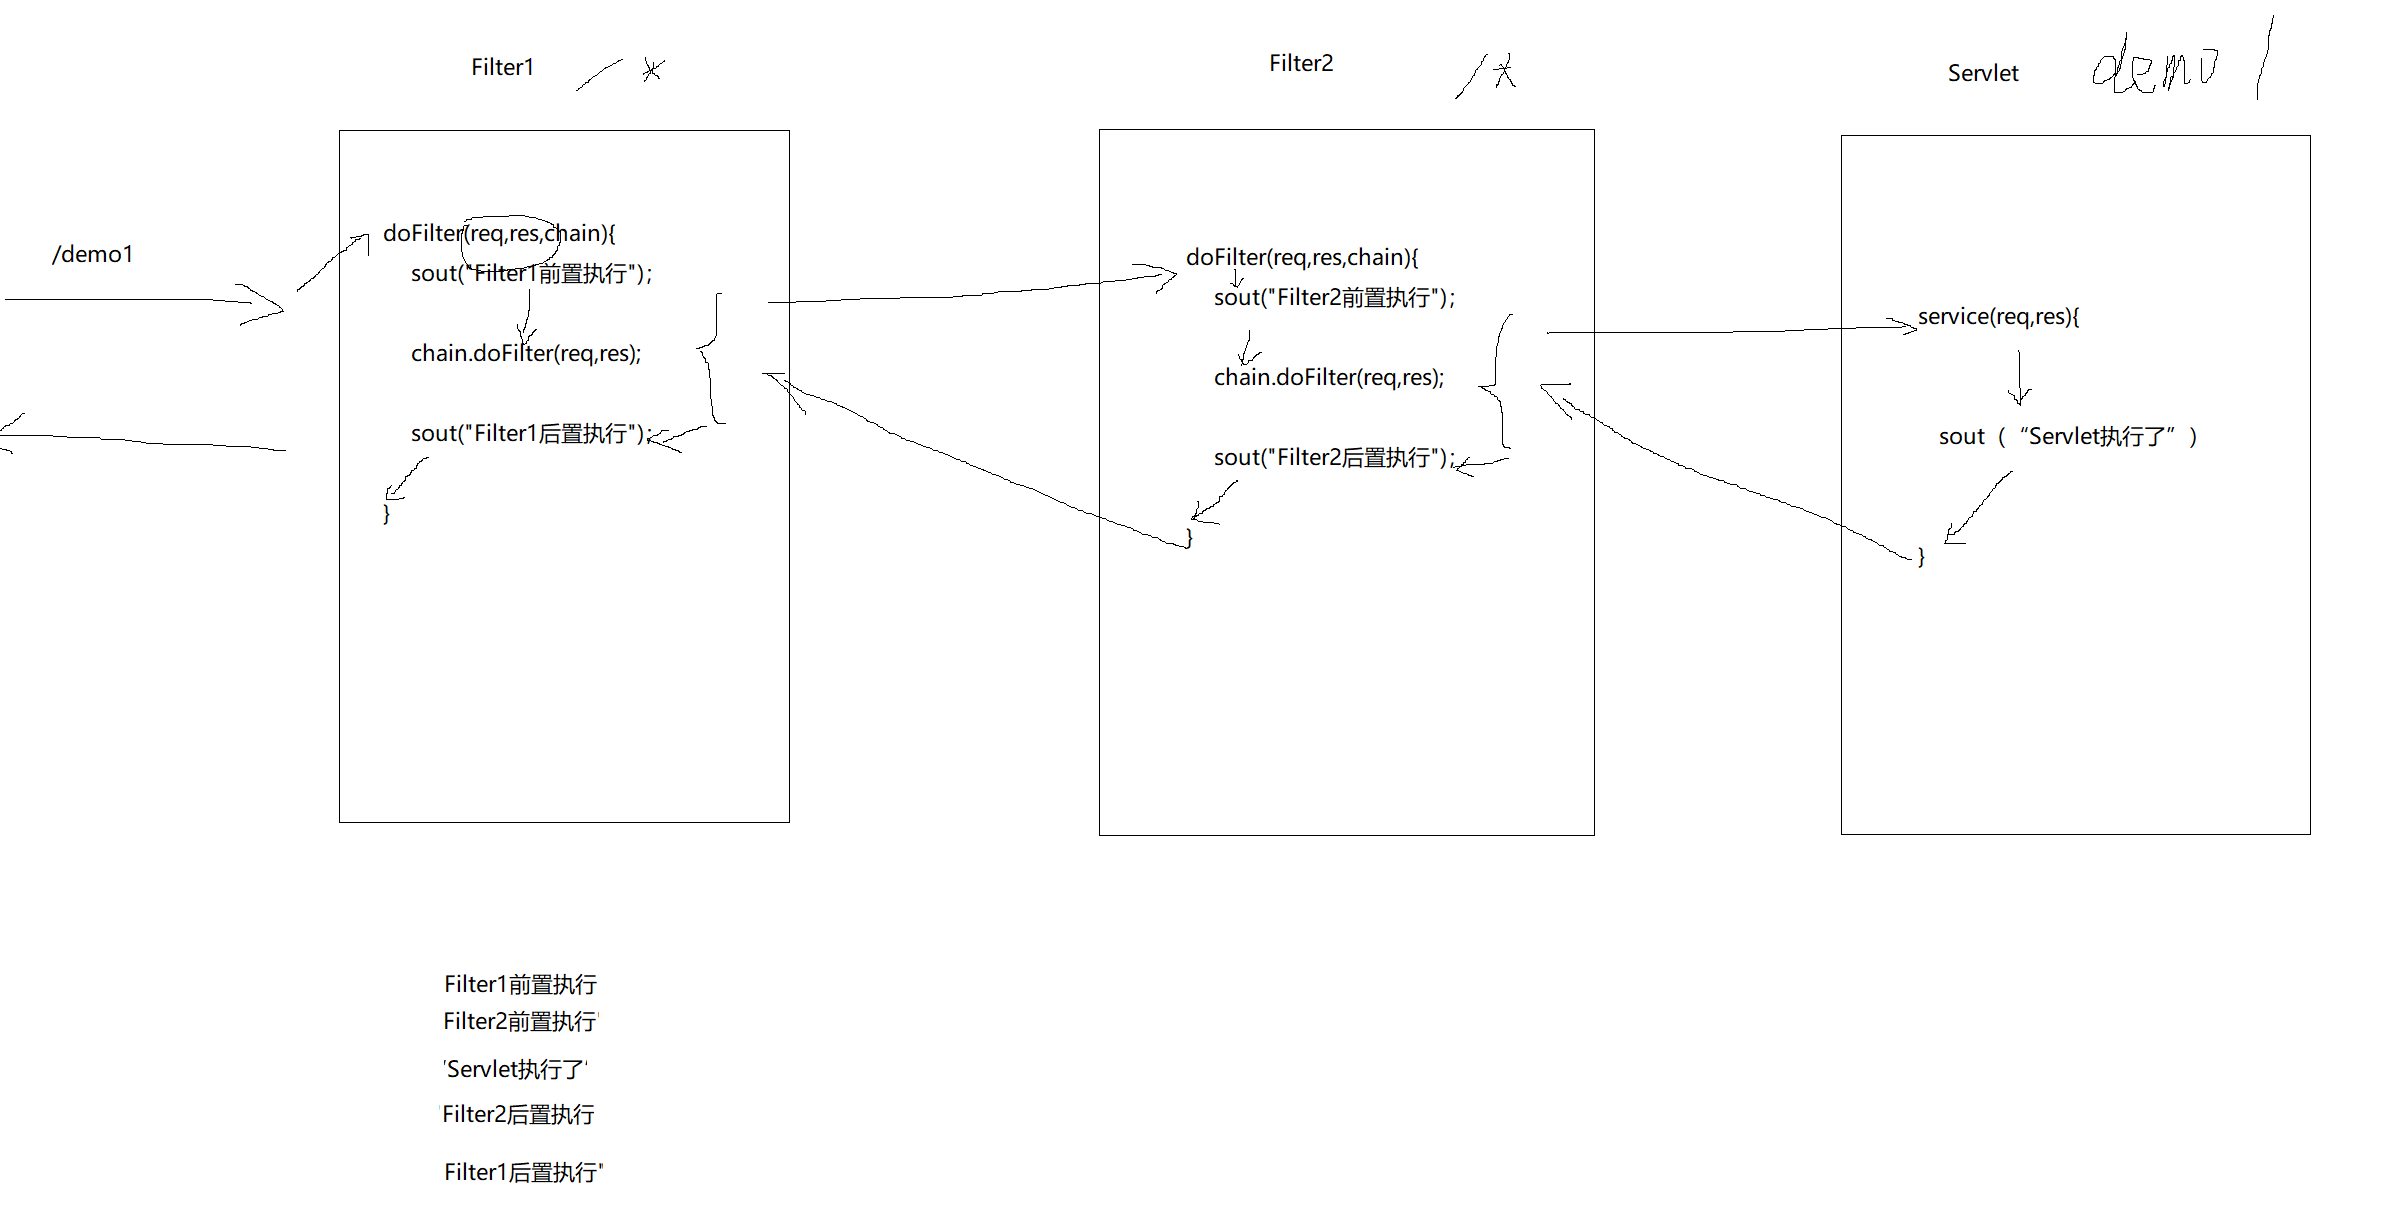 Filter1 /*
Filter2 /*
Servlet demo1
/demo1
doFilter(req,res,chain){
sout("Filter1前置执行");
chain.doFilter(req,res);
sout("Filter1后置执行");
}
doFilter(req,res,chain){
sout("Filter2前置执行");
chain.doFilter(req,res);
sout("Filter2后置执行");
}
service(req,res){
sout（“Servlet执行了”）
}
Filter1前置执行
Filter2前置执行'
'Servlet执行了'
'Filter2后置执行
Filter1后置执行"